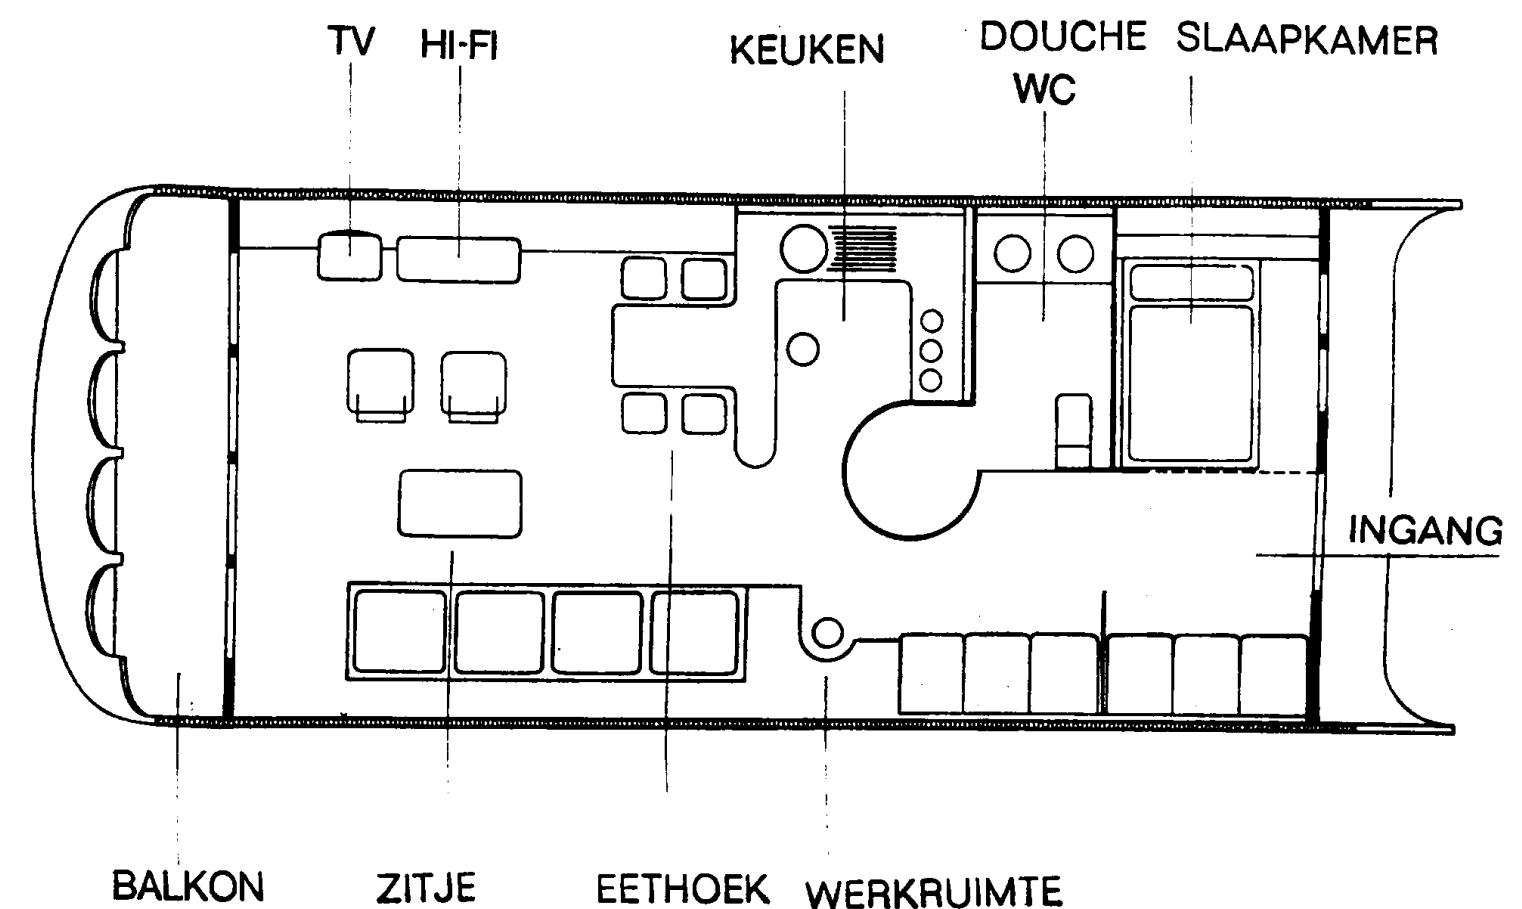 TV HI-FI KEUKEN DOUCHE SLAAPKAMER
WC
INGANG
BALKON ZITJE EETHOEK WERKRUIMTE